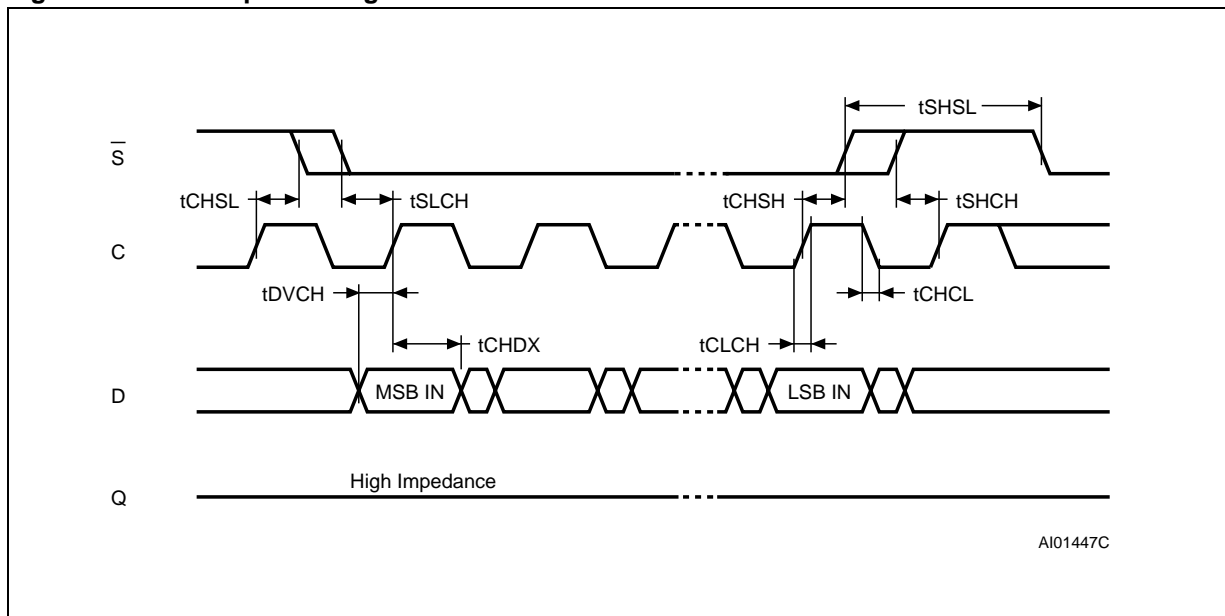 tSHSL
S̅
tCHSL
tSLCH
tCHSH
tSHCH
C
tDVCH
tCHCL
tCHDX
tCLCH
D
MSB IN
LSB IN
High Impedance
Q
AI01447C